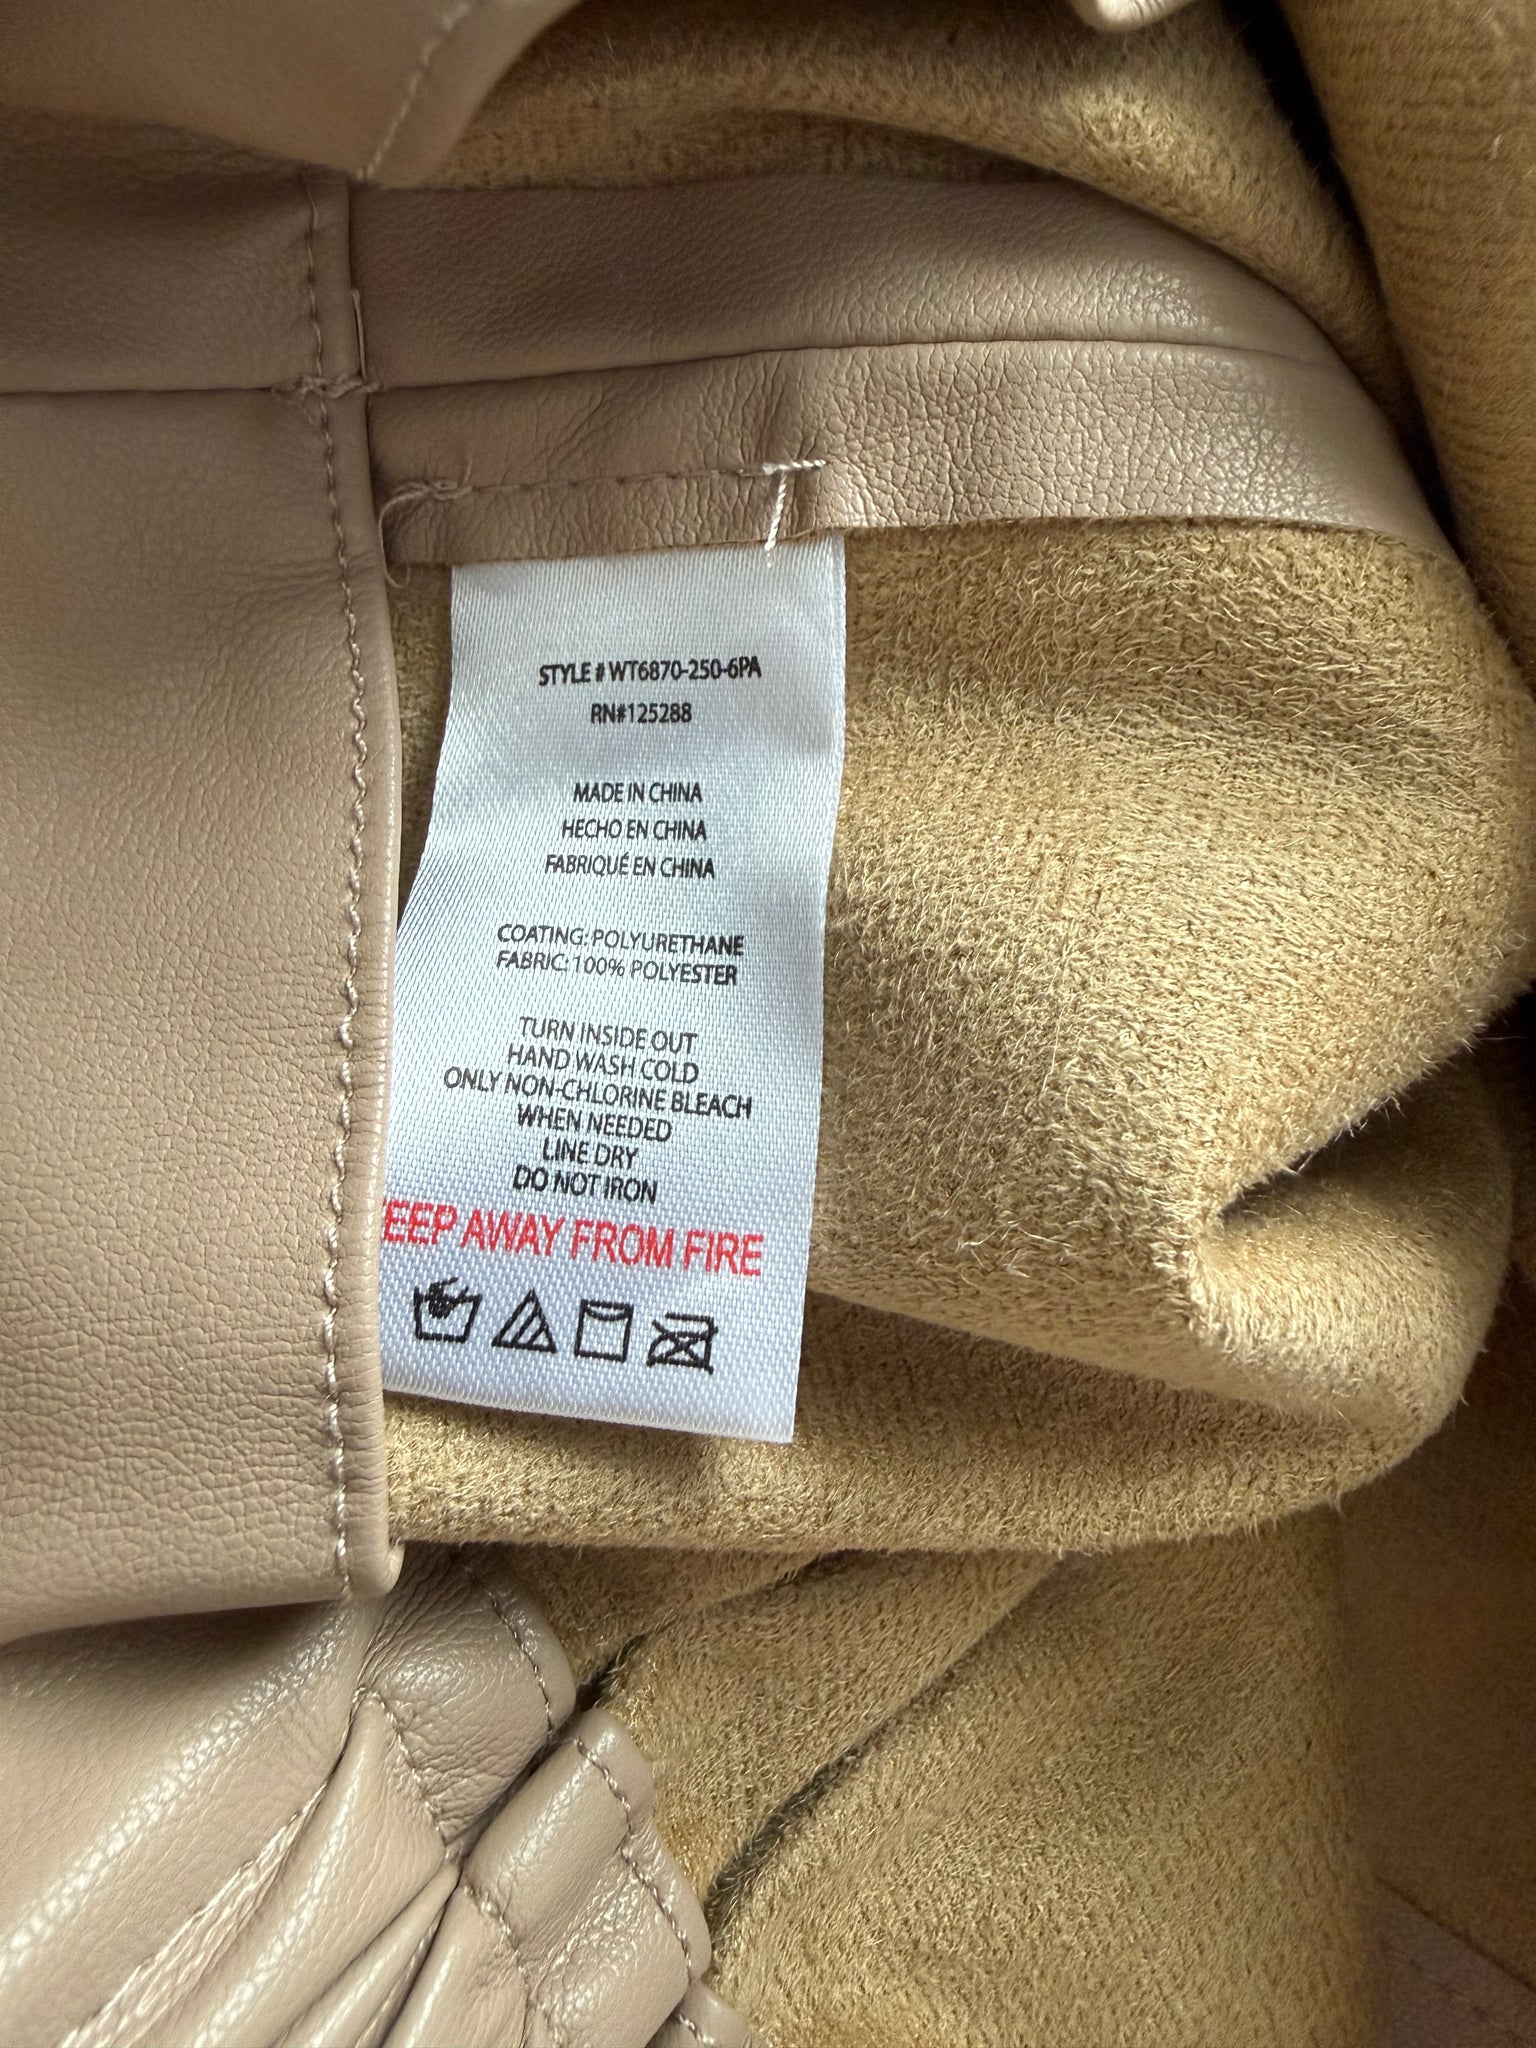 STYLE # WT6870-250-6PA
RN#125288
MADE IN CHINA
HECHO EN CHINA
FABRIQUÉ EN CHINA
COATING: POLYURETHANE
FABRIC: 100% POLYESTER
TURN INSIDE OUT
HAND WASH COLD
ONLY NON-CHLORINE BLEACH
WHEN NEEDED
LINE DRY
DO NOT IRON
EEP AWAY FROM FIRE